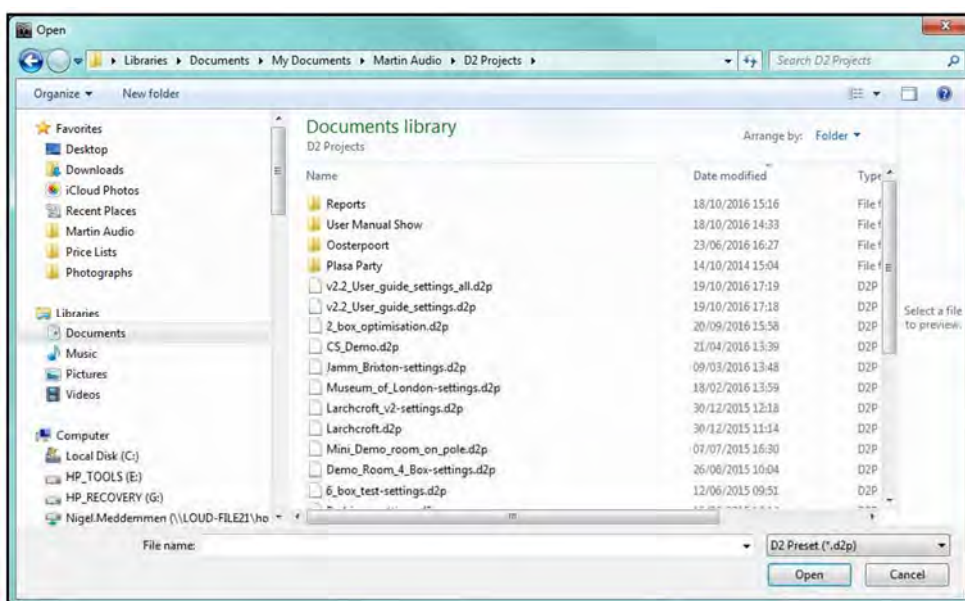 Open
Libraries ▸ Documents ▸ My Documents ▸ Martin Audio ▸ D2 Projects ▸
Search D2 Projects
Organize
New folder
Favorites
Desktop
Downloads
iCloud Photos
Recent Places
Martin Audio
Price Lists
Photographs
Libraries
Documents
Music
Pictures
Videos
Computer
Local Disk (C:)
HP_TOOLS (E:)
HP_RECOVERY (G:)
Nigel.Meddemmen (\\LOUD-FILE21\ho
Documents library
D2 Projects
Arrange by: Folder
Name Date modified Type
Reports 18/10/2016 15:16 File f
User Manual Show 18/10/2016 14:33 File f
Oosterpoort 23/06/2016 16:27 File f
Plasa Party 14/10/2014 15:04 File f
v2.2_User_guide_settings_all.d2p 19/10/2016 17:19 D2P
v2.2_User_guide_settings.d2p 19/10/2016 17:18 D2P
2_box_optimisation.d2p 20/09/2016 15:58 D2P
CS_Demo.d2p 21/04/2016 13:39 D2P
Jamm_Brixton-settings.d2p 09/03/2016 13:48 D2P
Museum_of_London-settings.d2p 18/02/2016 13:59 D2P
Larchcroft_v2-settings.d2p 30/12/2015 12:18 D2P
Larchcroft.d2p 30/12/2015 11:14 D2P
Mini_Demo_room_on_pole.d2p 07/07/2015 16:30 D2P
Demo_Room_4_Box-settings.d2p 26/06/2015 10:04 D2P
6_box_test-settings.d2p 12/06/2015 09:51 D2P
Select a file
to preview.
File name:
D2 Preset (*.d2p)
Open
Cancel